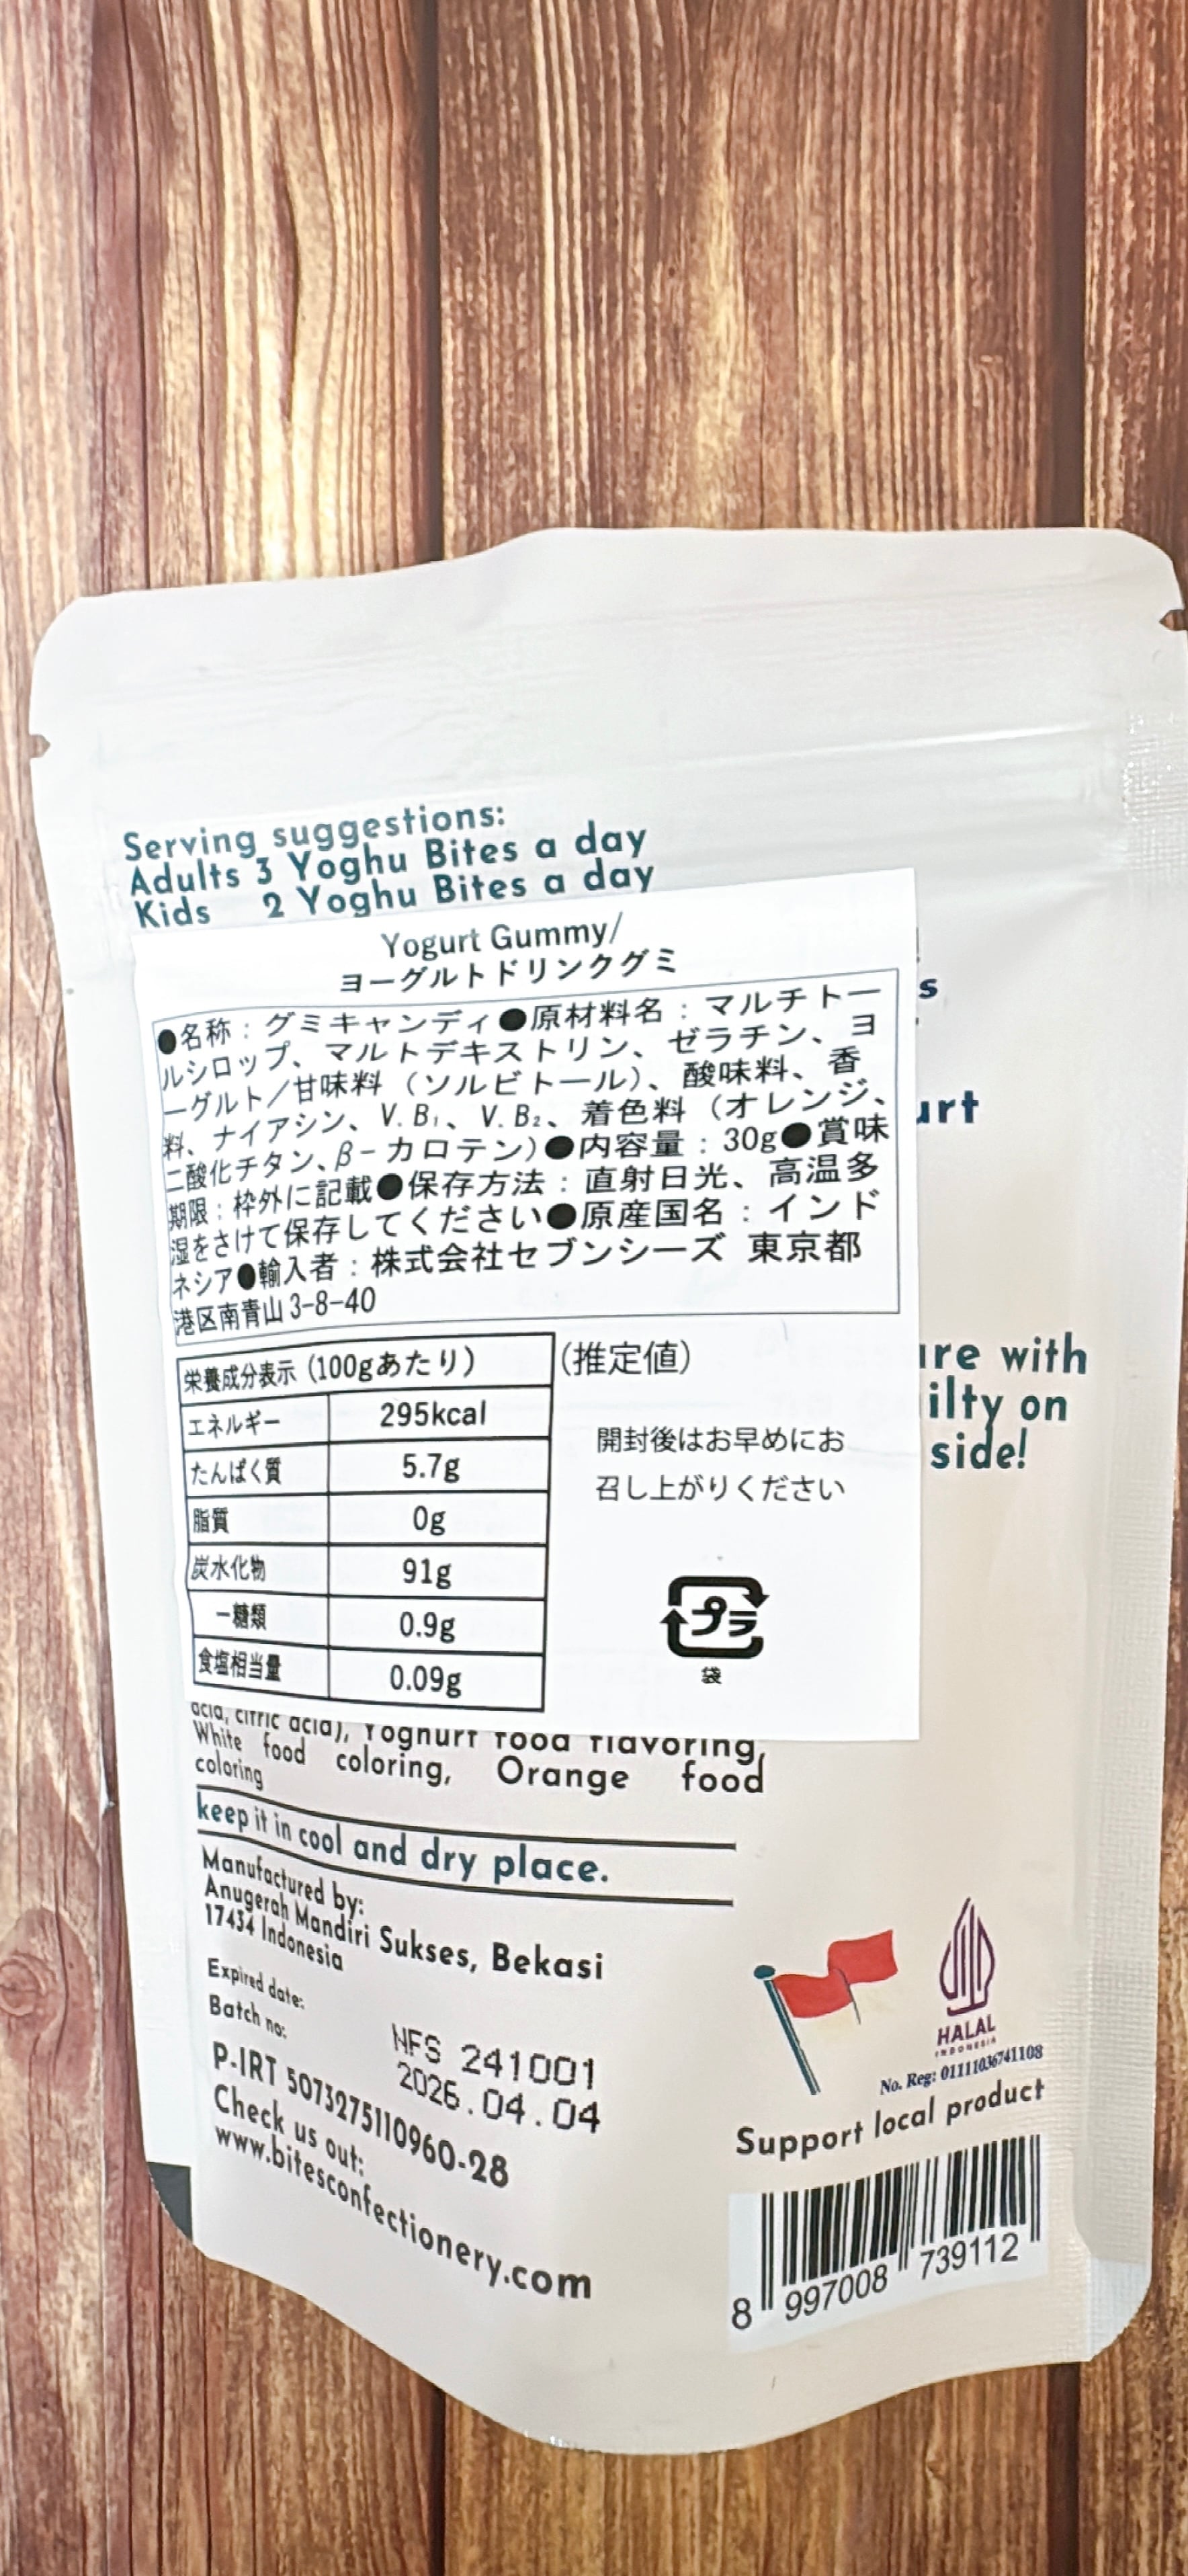 Serving suggestions:
Adults 3 Yoghu Bites a day
Kids 2 Yoghu Bites a day
Yogurt Gummy/
ヨーグルトドリンクグミ
●名称：グミキャンディ●原材料名：マルチトー
ルシロップ、マルトデキストリン、ゼラチン、ヨ
ーグルト／甘味料（ソルビトール）、酸味料、香
料、ナイアシン、V.B₁、V.B₂、着色料（オレンジ、
二酸化チタン、β-カロテン）●内容量：30g●賞味
期限：枠外に記載●保存方法：直射日光、高温多
湿をさけて保存してください●原産国名：インド
ネシア●輸入者：株式会社セブンシーズ 東京都
港区南青山3-8-40
s
urt
ure with
ilty on
side!
栄養成分表示（100gあたり）
（推定値）
エネルギー 295kcal
たんぱく質 5.7g
脂質 0g
炭水化物 91g
－糖類 0.9g
食塩相当量 0.09g
開封後はお早めにお
召し上がりください
プラ
袋
acid, citric acid), Yoghurt food flavoring,
White food coloring, Orange food
coloring
keep it in cool and dry place.
Manufactured by:
Anugerah Mandiri Sukses, Bekasi
17434 Indonesia
Expired date:
Batch no:
NFS 241001
2026.04.04
P-IRT 5073275110960-28
Check us out:
www.bitesconfectionery.com
HALAL
INDONESIA
No. Reg: 01111036741108
Support local product
8 997008 739112